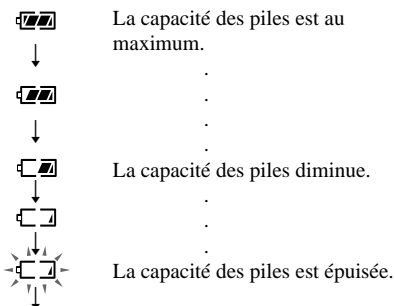 La capacité des piles est au
maximum.
.
.
.
.
La capacité des piles diminue.
.
.
.
La capacité des piles est épuisée.